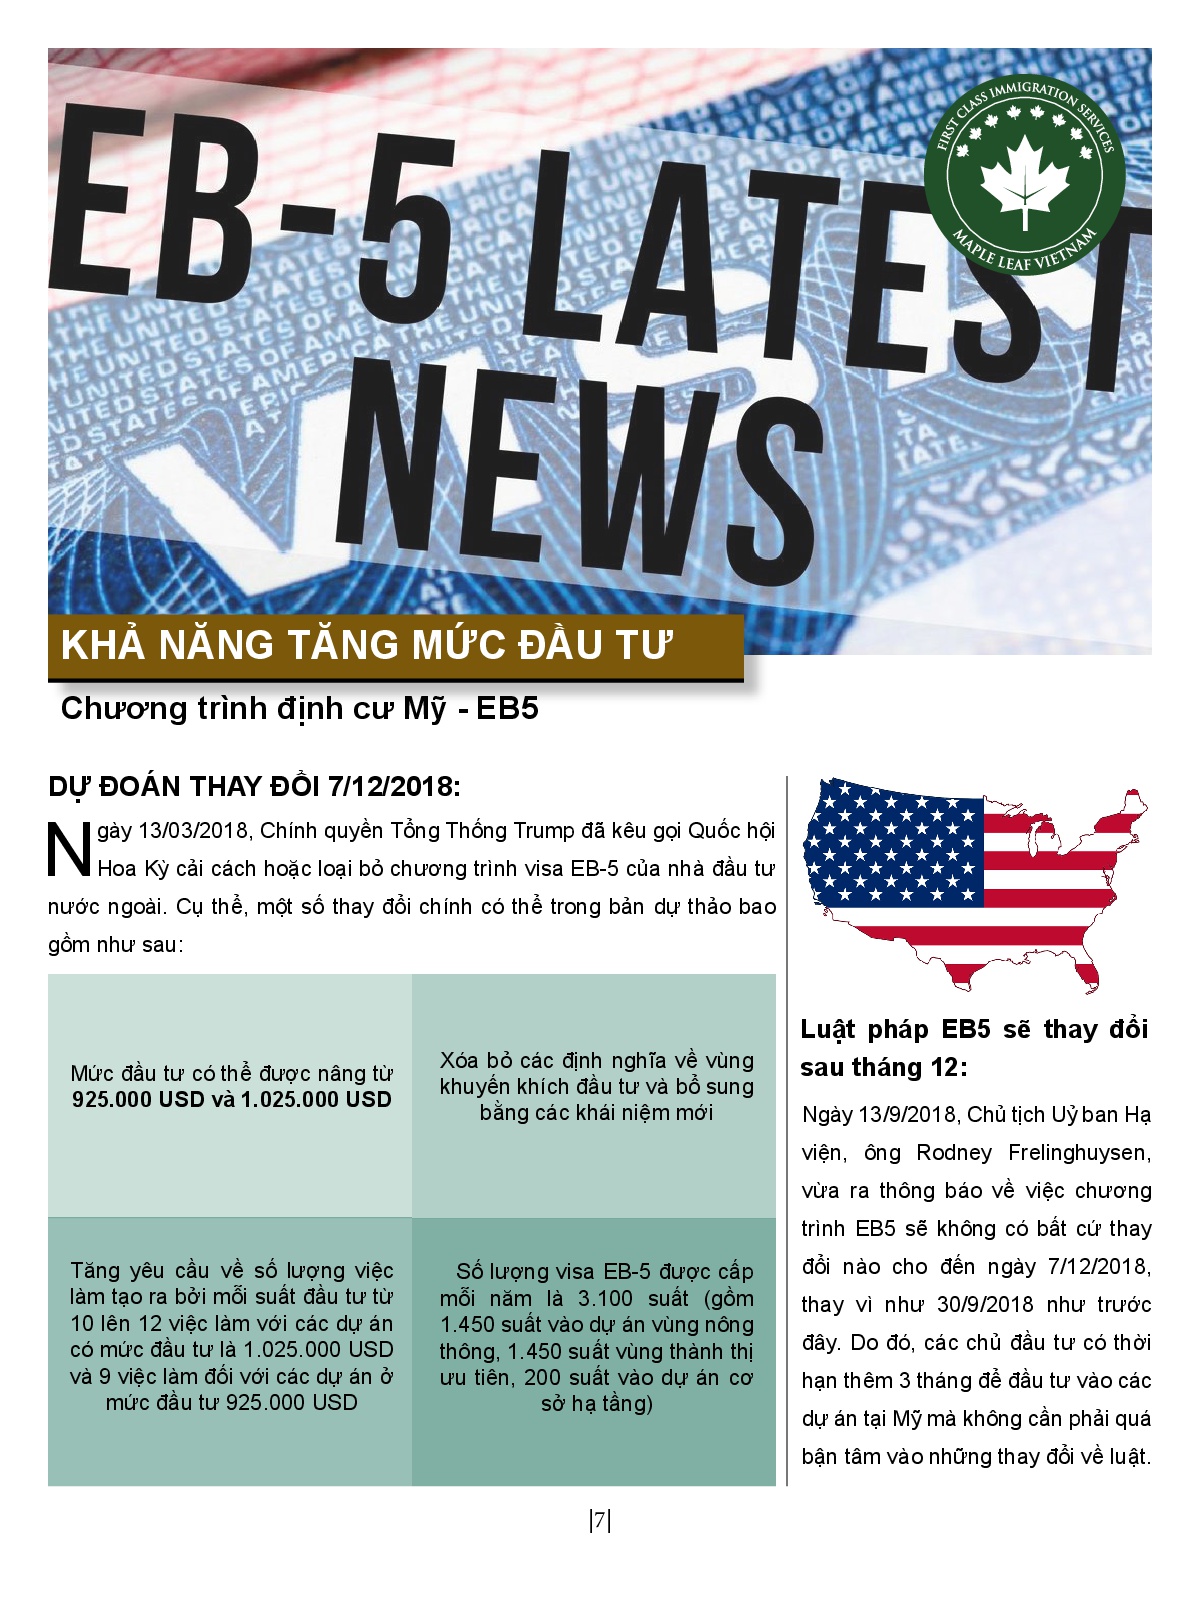 EB-5 LATEST
NEWS
FIRST CLASS IMMIGRATION SERVICES
MAPLE LEAF VIETNAM
KHẢ NĂNG TĂNG MỨC ĐẦU TƯ
Chương trình định cư Mỹ - EB5
DỰ ĐOÁN THAY ĐỔI 7/12/2018:
Ngày 13/03/2018, Chính quyền Tổng Thống Trump đã kêu gọi Quốc hội
Hoa Kỳ cải cách hoặc loại bỏ chương trình visa EB-5 của nhà đầu tư
nước ngoài. Cụ thể, một số thay đổi chính có thể trong bản dự thảo bao
gồm như sau:
Mức đầu tư có thể được nâng từ
925.000 USD và 1.025.000 USD
Xóa bỏ các định nghĩa về vùng
khuyến khích đầu tư và bổ sung
bằng các khái niệm mới
Tăng yêu cầu về số lượng việc
làm tạo ra bởi mỗi suất đầu tư từ
10 lên 12 việc làm với các dự án
có mức đầu tư là 1.025.000 USD
và 9 việc làm đối với các dự án ở
mức đầu tư 925.000 USD
Số lượng visa EB-5 được cấp
mỗi năm là 3.100 suất (gồm
1.450 suất vào dự án vùng nông
thông, 1.450 suất vùng thành thị
ưu tiên, 200 suất vào dự án cơ
sở hạ tầng)
Luật pháp EB5 sẽ thay đổi
sau tháng 12:
Ngày 13/9/2018, Chủ tịch Uỷ ban Hạ
viện, ông Rodney Frelinghuysen,
vừa ra thông báo về việc chương
trình EB5 sẽ không có bất cứ thay
đổi nào cho đến ngày 7/12/2018,
thay vì như 30/9/2018 như trước
đây. Do đó, các chủ đầu tư có thời
hạn thêm 3 tháng để đầu tư vào các
dự án tại Mỹ mà không cần phải quá
bận tâm vào những thay đổi về luật.
|7|